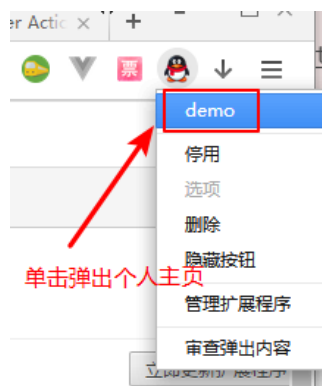 er Actic
票
demo
停用
选项
删除
隐藏按钮
单击弹出个人主页
管理扩展程序
审查弹出内容
立即更新扩展程序